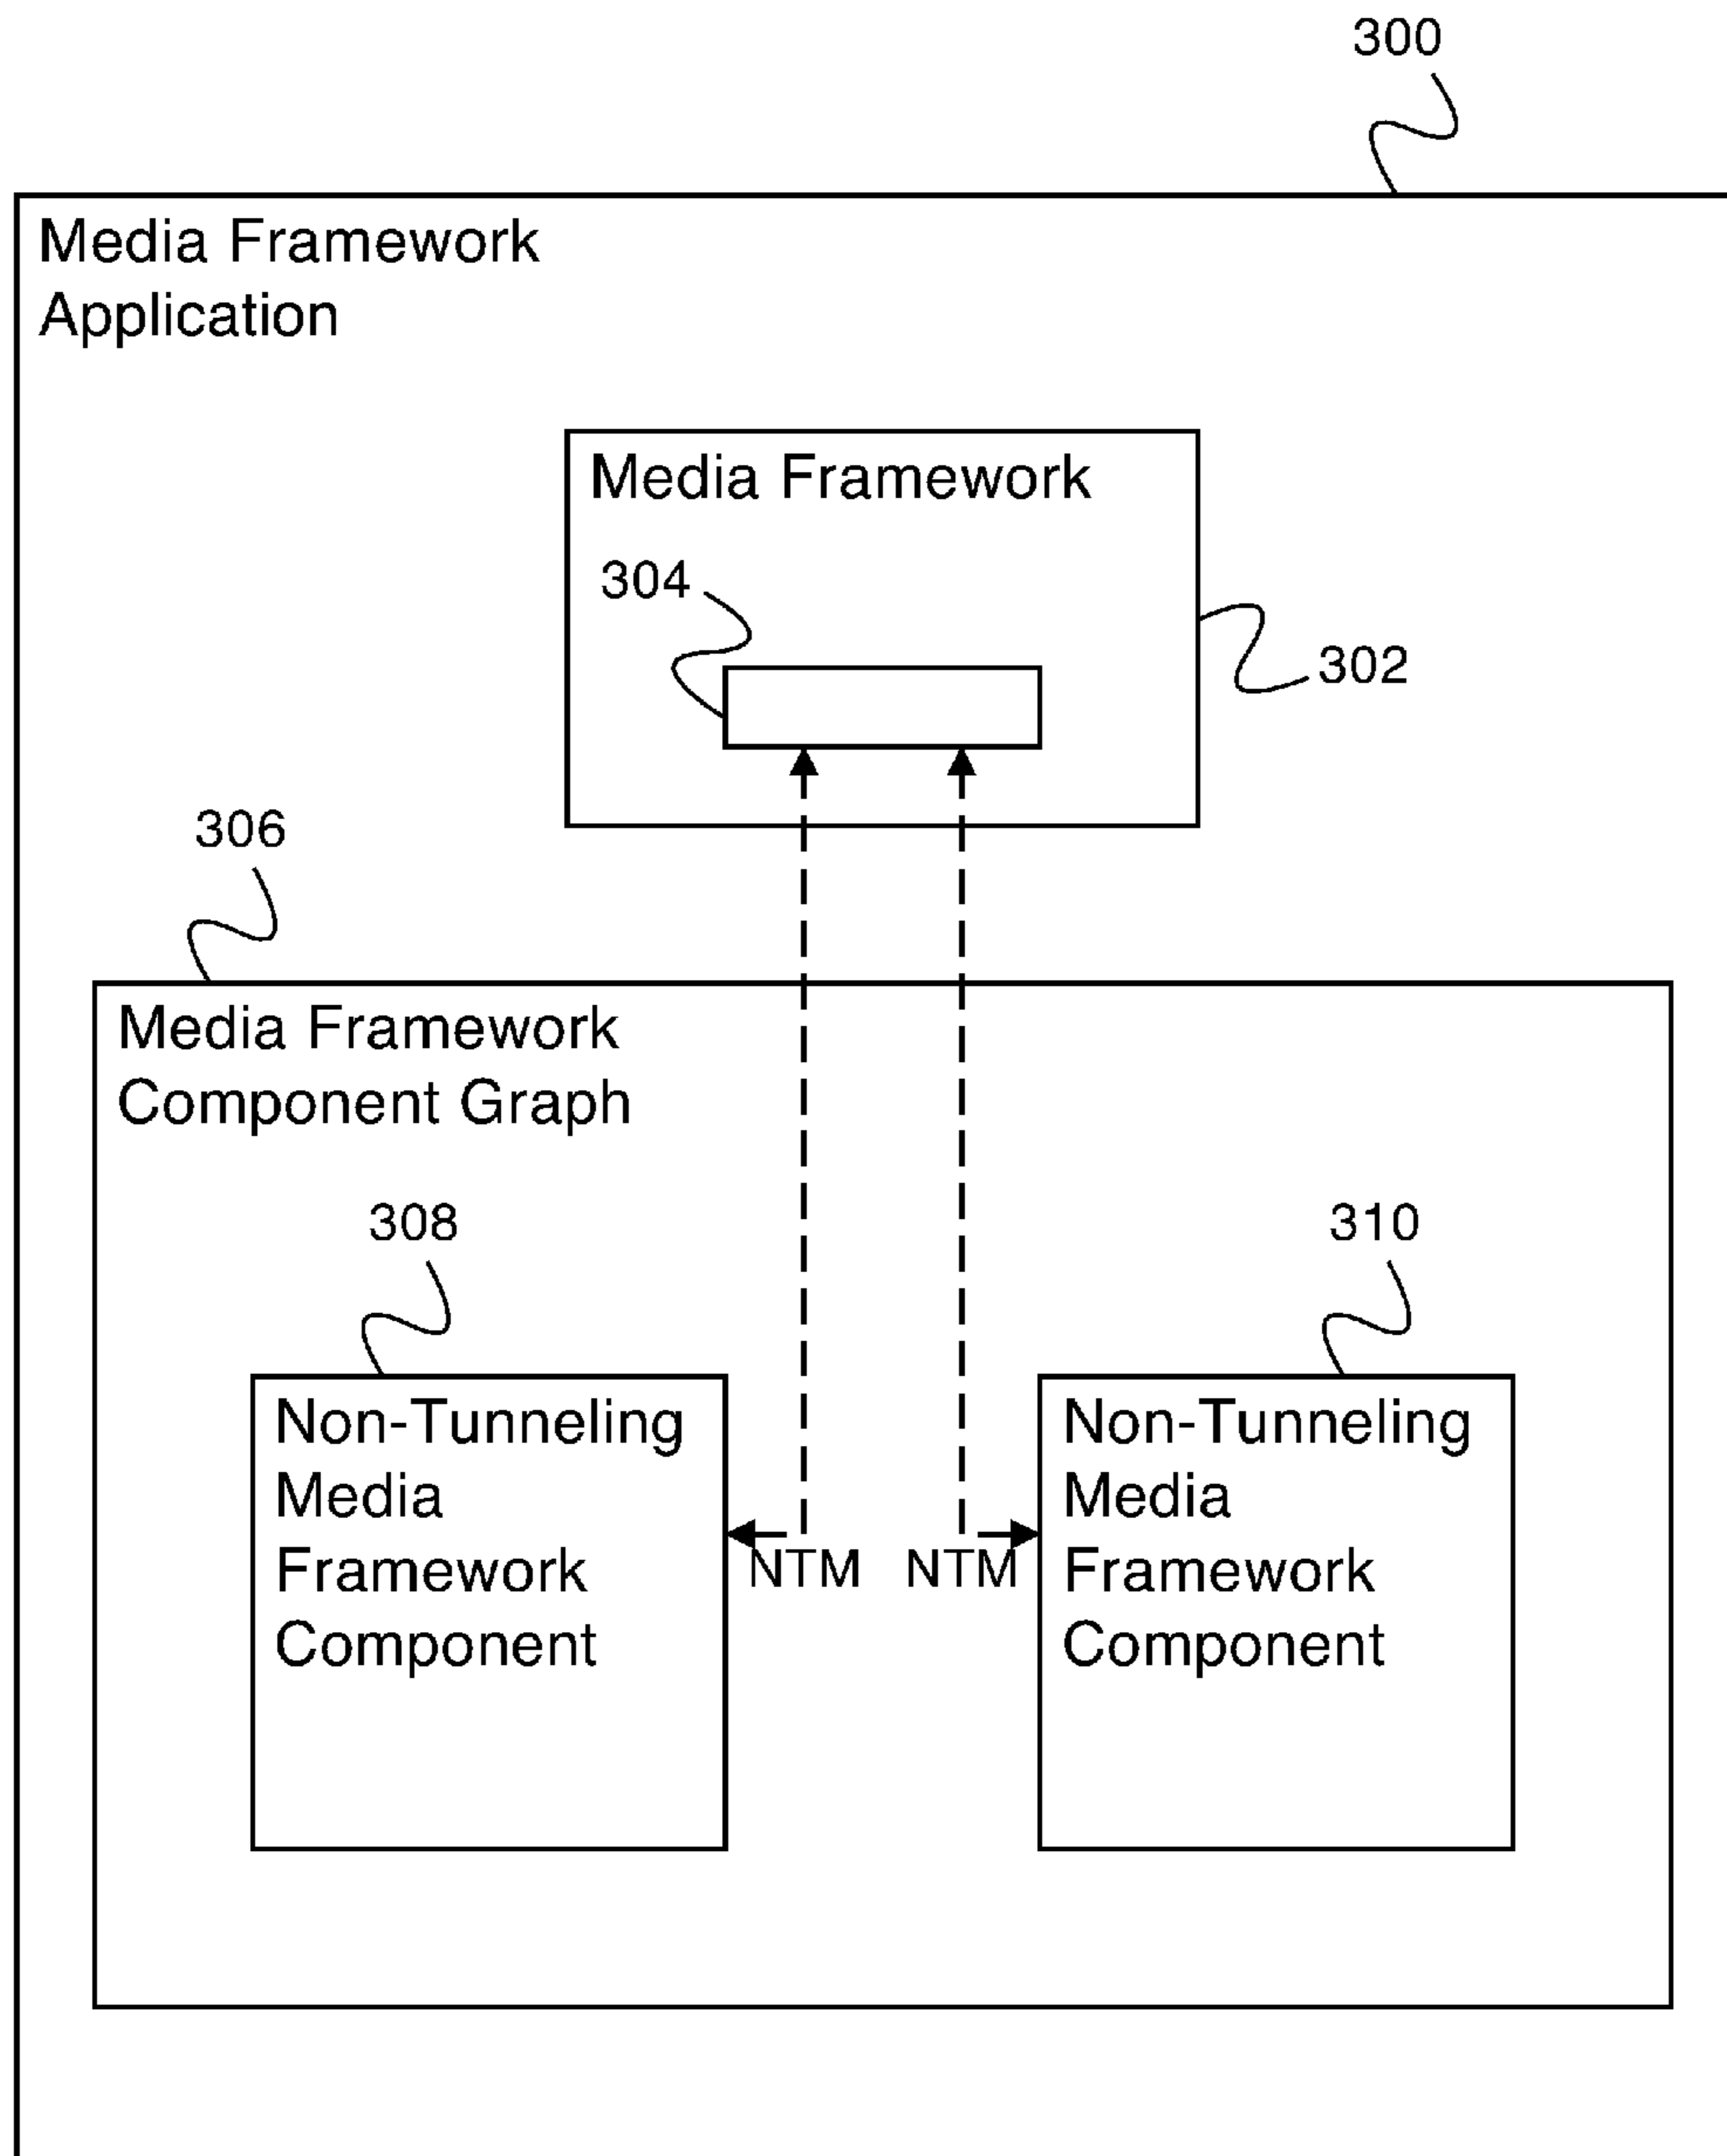 300
Media Framework
Application
Media Framework
304
302
306
Media Framework
Component Graph
308
310
Non-Tunneling
Media
Framework
Component
NTM
NTM
Non-Tunneling
Media
Framework
Component